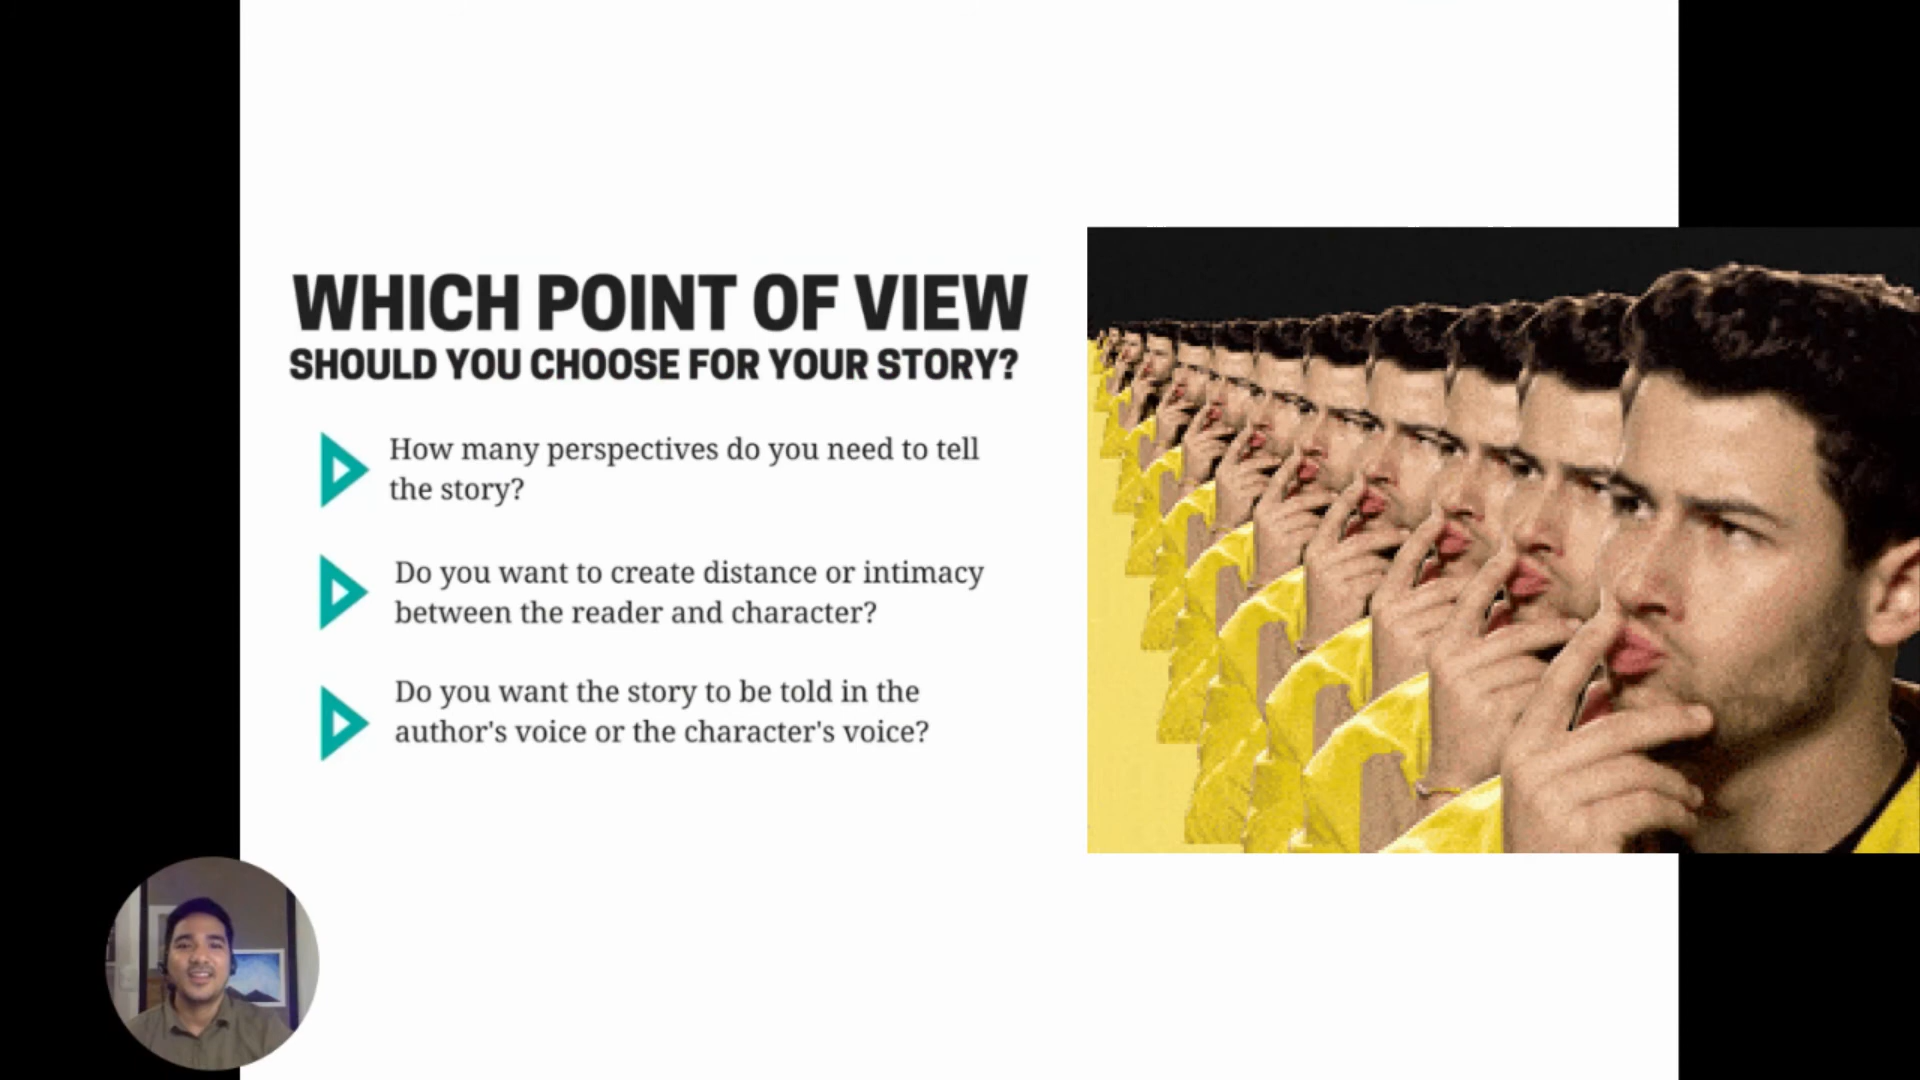 WHICH POINT OF VIEW
SHOULD YOU CHOOSE FOR YOUR STORY?
How many perspectives do you need to tell
the story?
Do you want to create distance or intimacy
between the reader and character?
Do you want the story to be told in the
author's voice or the character's voice?